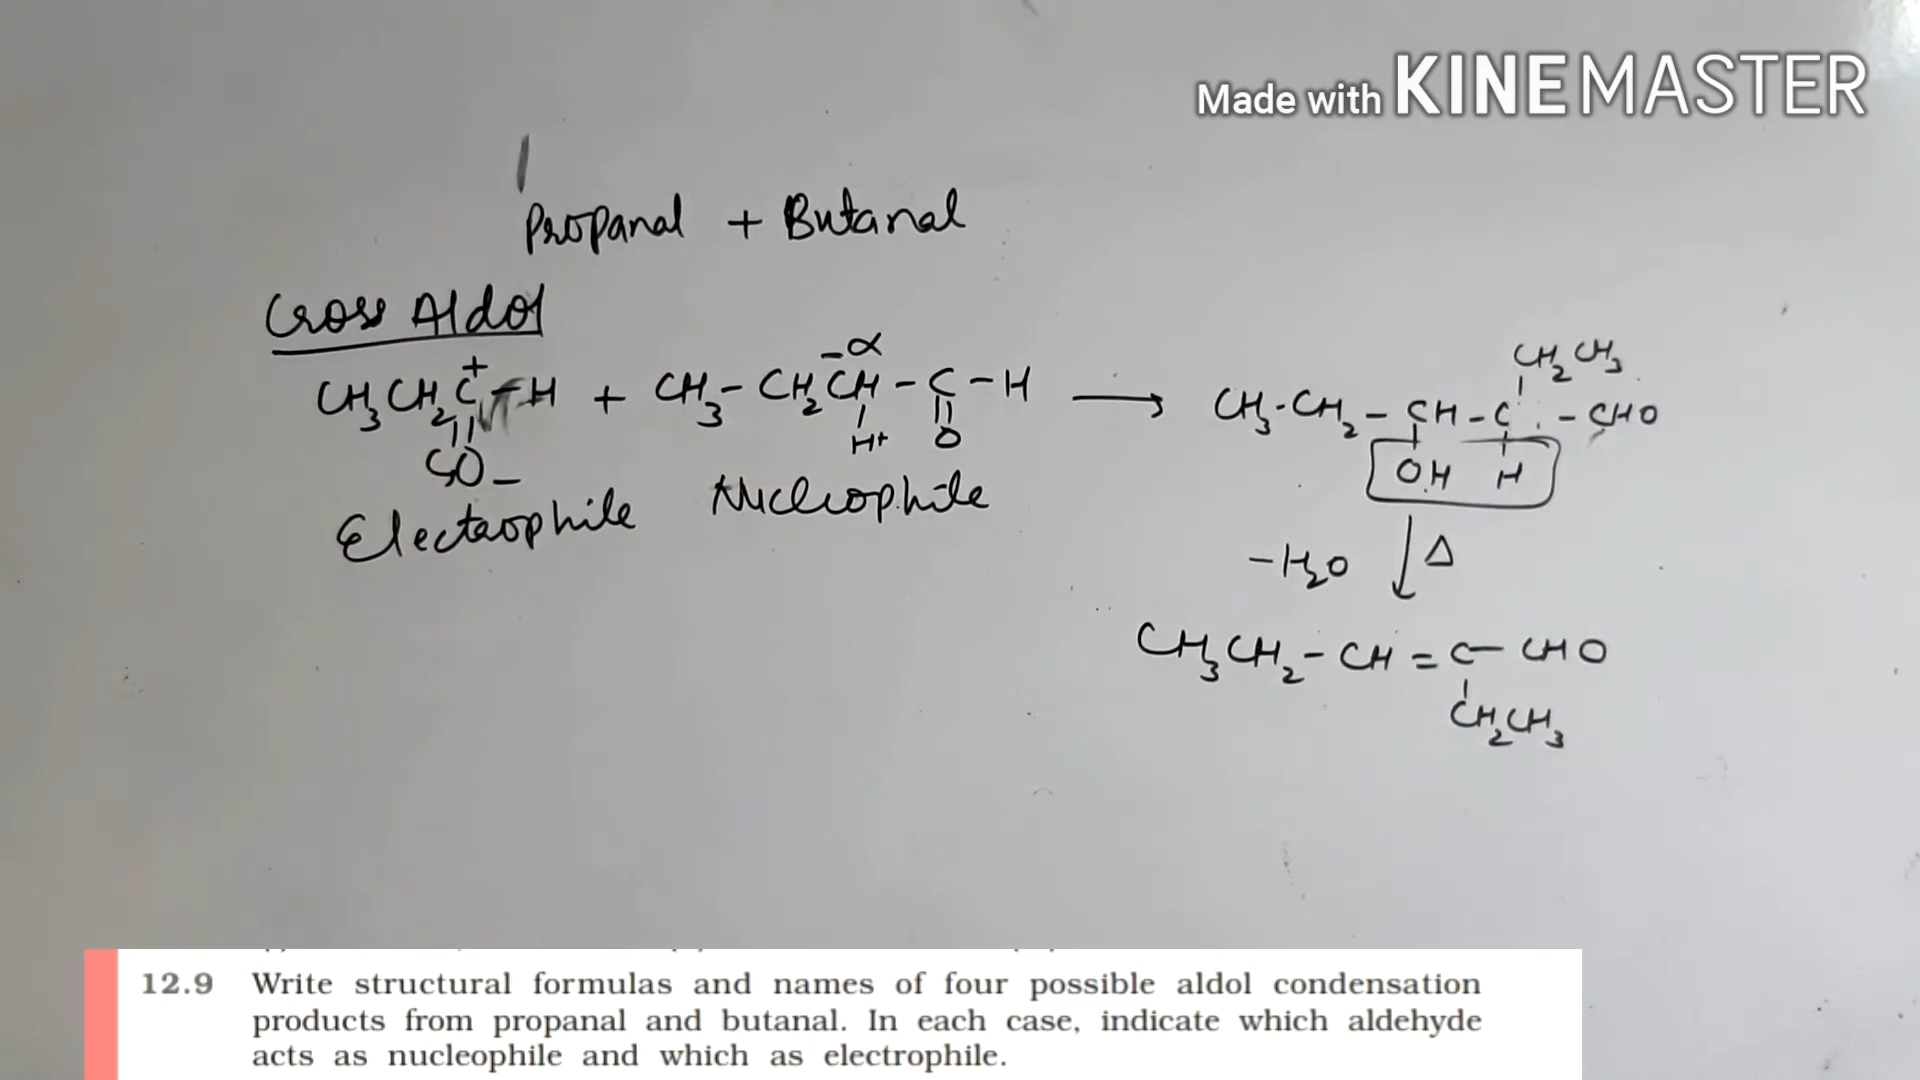 Made with KINEMASTER
Propanal + Butanal
Cross Aldol
+
-α
CH₂CH₃
CH₃CH₂C-H + CH₃-CH₂CH-C-H ⟶ CH₃-CH₂-CH-C-CHO
H+ O
OH H
O-
Electrophile Nucleophile
-H₂O ↓ Δ
CH₃CH₂-CH=C-CHO
CH₂CH₃
12.9 Write structural formulas and names of four possible aldol condensation
products from propanal and butanal. In each case, indicate which aldehyde
acts as nucleophile and which as electrophile.